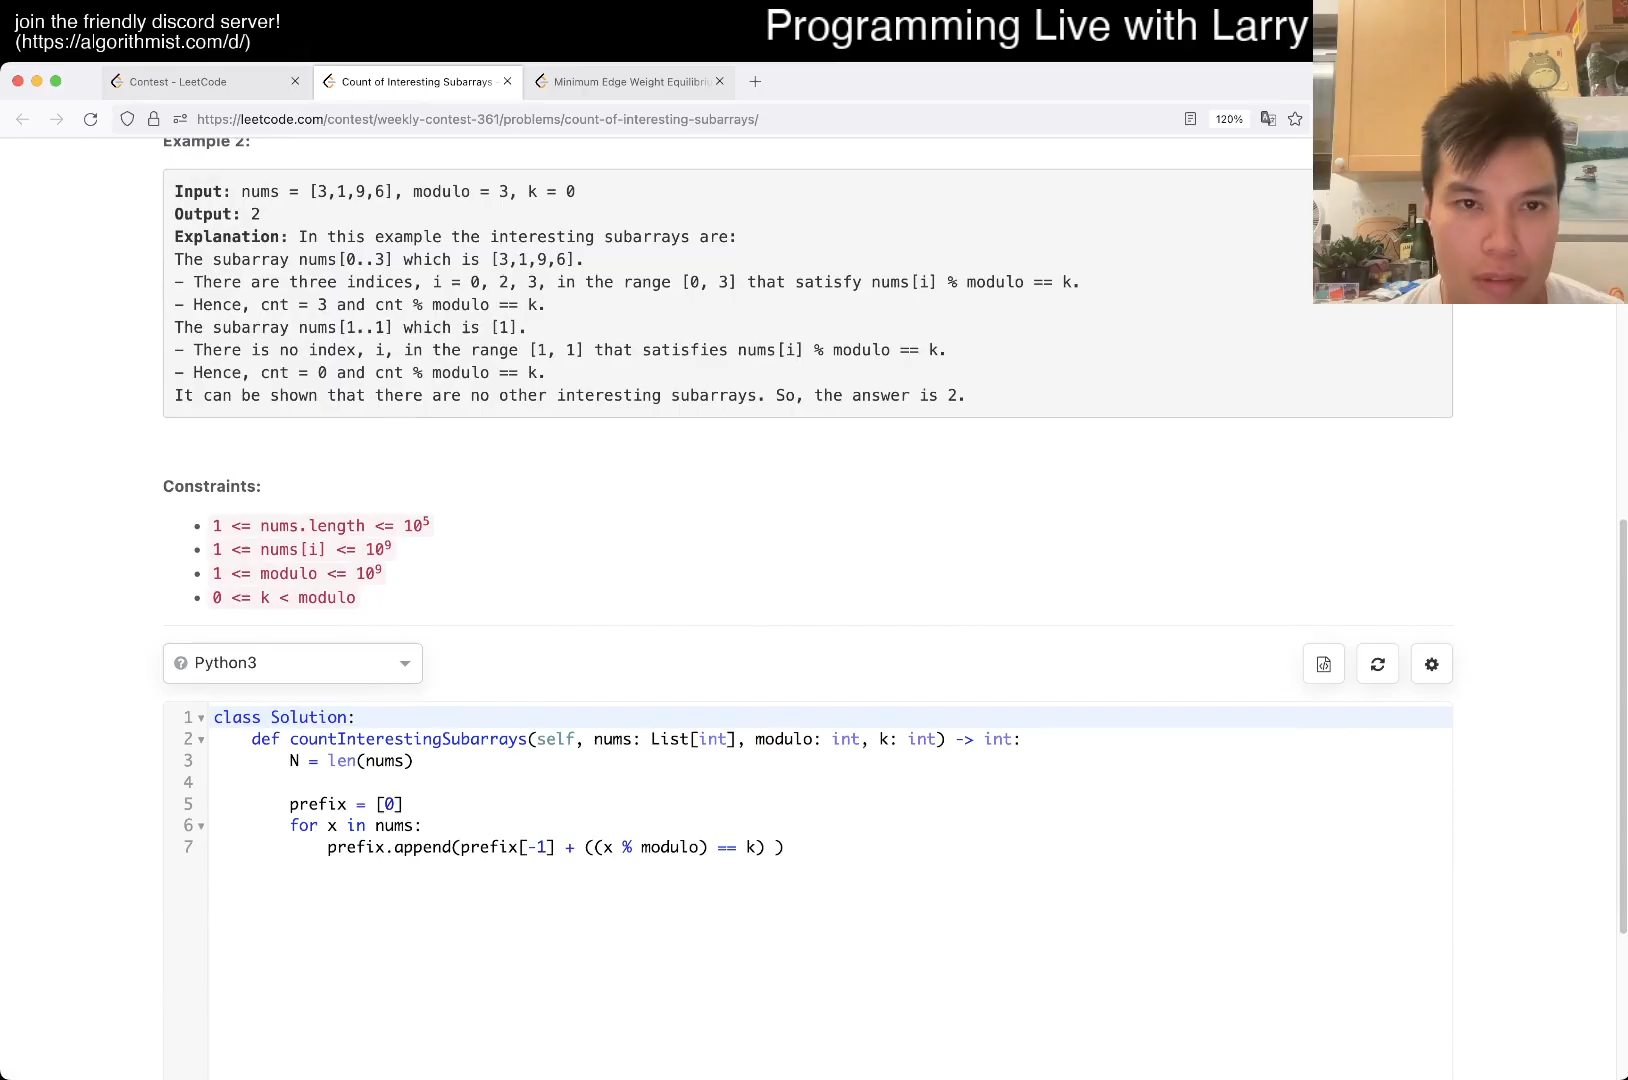 join the friendly discord server!
(https://algorithmist.com/d/)
Programming Live with Larry
Contest - LeetCode
Count of Interesting Subarrays -
Minimum Edge Weight Equilibri
https://leetcode.com/contest/weekly-contest-361/problems/count-of-interesting-subarrays/
120%
Example 2:
Input: nums = [3,1,9,6], modulo = 3, k = 0
Output: 2
Explanation: In this example the interesting subarrays are:
The subarray nums[0..3] which is [3,1,9,6].
- There are three indices, i = 0, 2, 3, in the range [0, 3] that satisfy nums[i] % modulo == k.
- Hence, cnt = 3 and cnt % modulo == k.
The subarray nums[1..1] which is [1].
- There is no index, i, in the range [1, 1] that satisfies nums[i] % modulo == k.
- Hence, cnt = 0 and cnt % modulo == k.
It can be shown that there are no other interesting subarrays. So, the answer is 2.
Constraints:
• 1 <= nums.length <= 10⁵
• 1 <= nums[i] <= 10⁹
• 1 <= modulo <= 10⁹
• 0 <= k < modulo
Python3
1 class Solution:
2 def countInterestingSubarrays(self, nums: List[int], modulo: int, k: int) -> int:
3 N = len(nums)
4
5 prefix = [0]
6 for x in nums:
7 prefix.append(prefix[-1] + ((x % modulo) == k) )